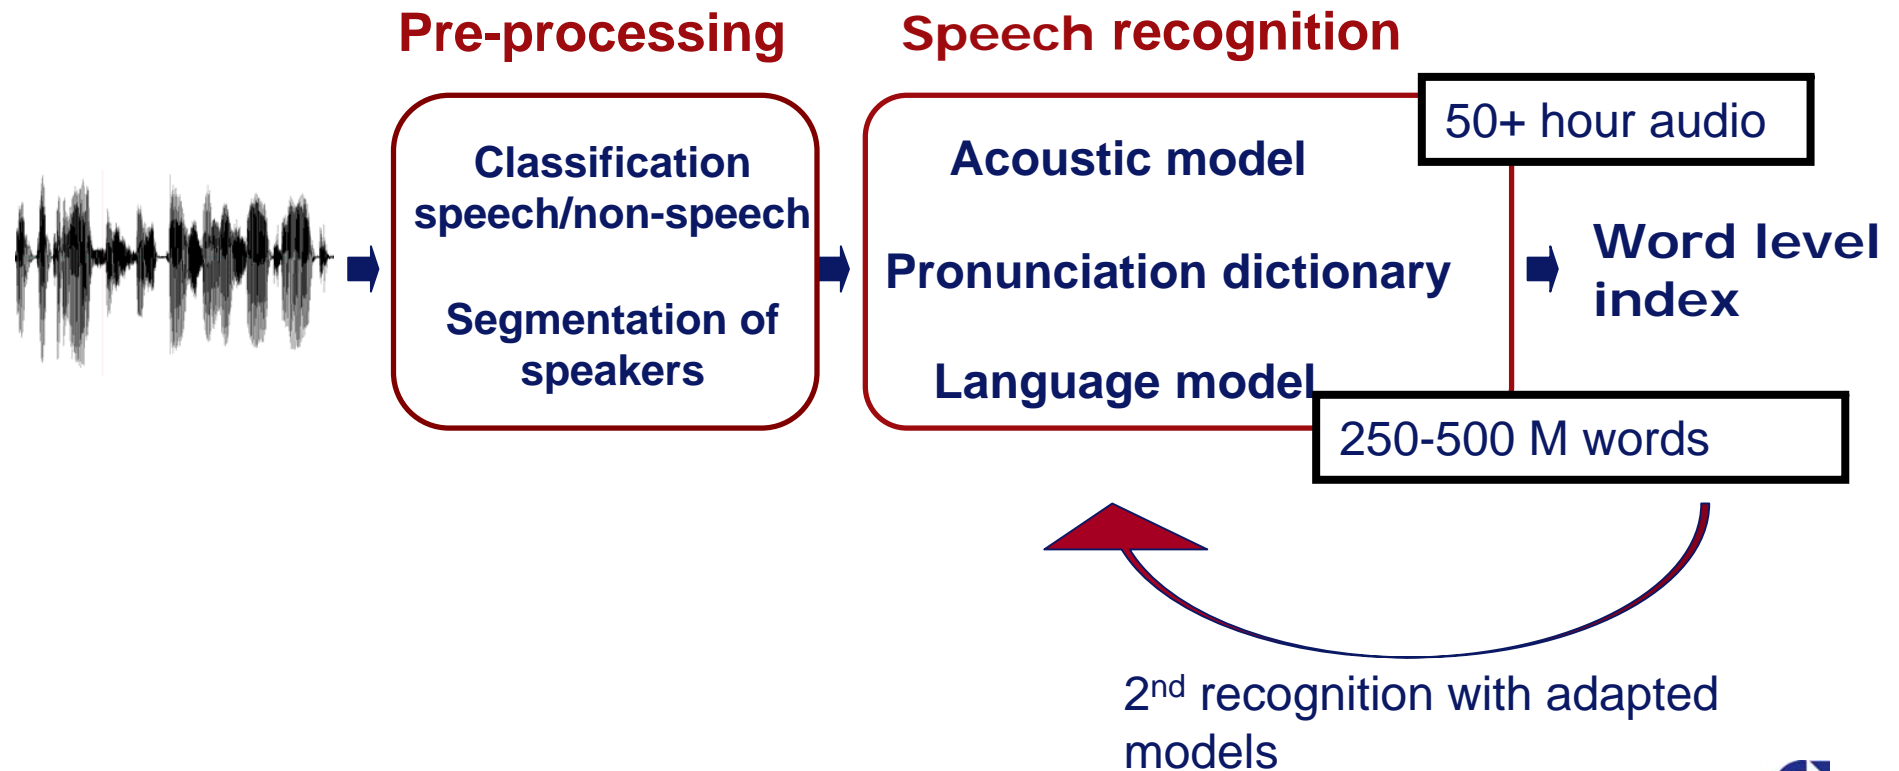 Pre-processing
Speech recognition
Classification
speech/non-speech
Segmentation of
speakers
Acoustic model
Pronunciation dictionary
Language model
50+ hour audio
250-500 M words
Word level
index
2nd recognition with adapted
models